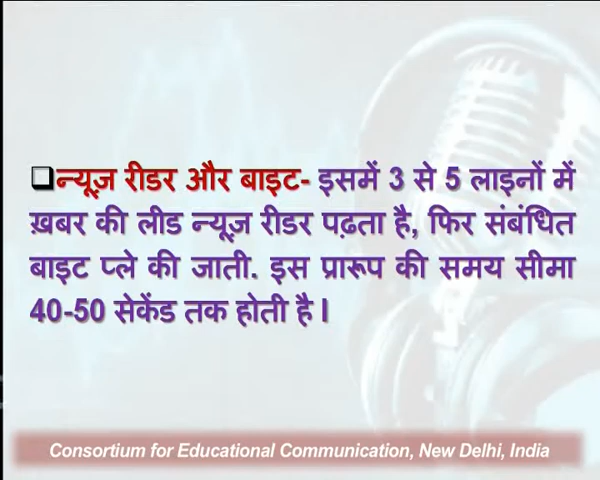 ❑न्यूज़ रीडर और बाइट- इसमें 3 से 5 लाइनों में
ख़बर की लीड न्यूज़ रीडर पढ़ता है, फिर संबंधित
बाइट प्ले की जाती. इस प्रारूप की समय सीमा
40-50 सेकेंड तक होती है I
Consortium for Educational Communication, New Delhi, India